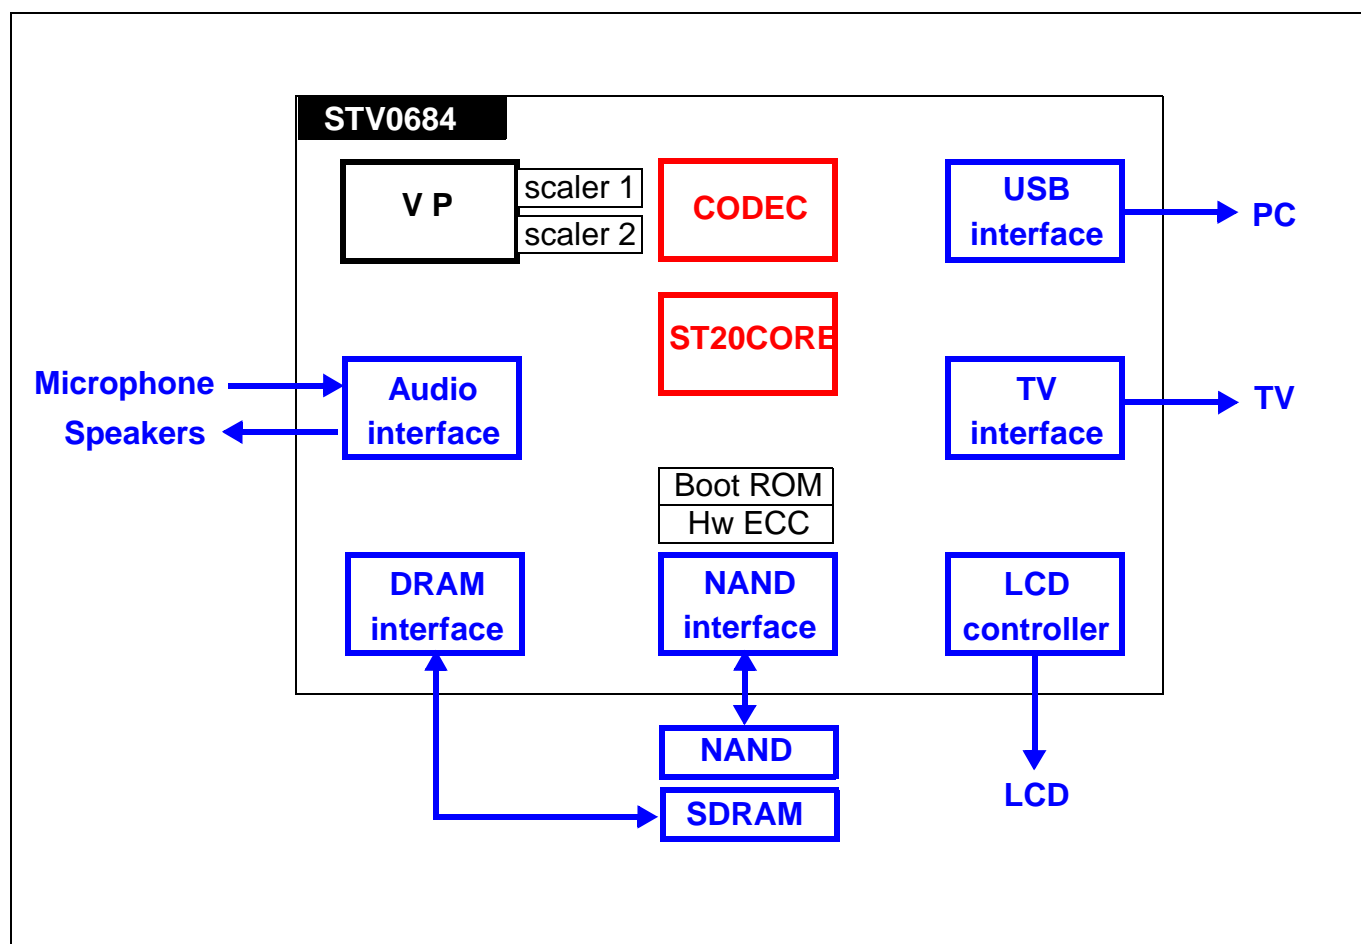 STV0684
V P
scaler 1
scaler 2
CODEC
USB
interface
PC
ST20CORE
Microphone
Speakers
Audio
interface
TV
interface
TV
Boot ROM
Hw ECC
DRAM
interface
NAND
interface
LCD
controller
NAND
SDRAM
LCD